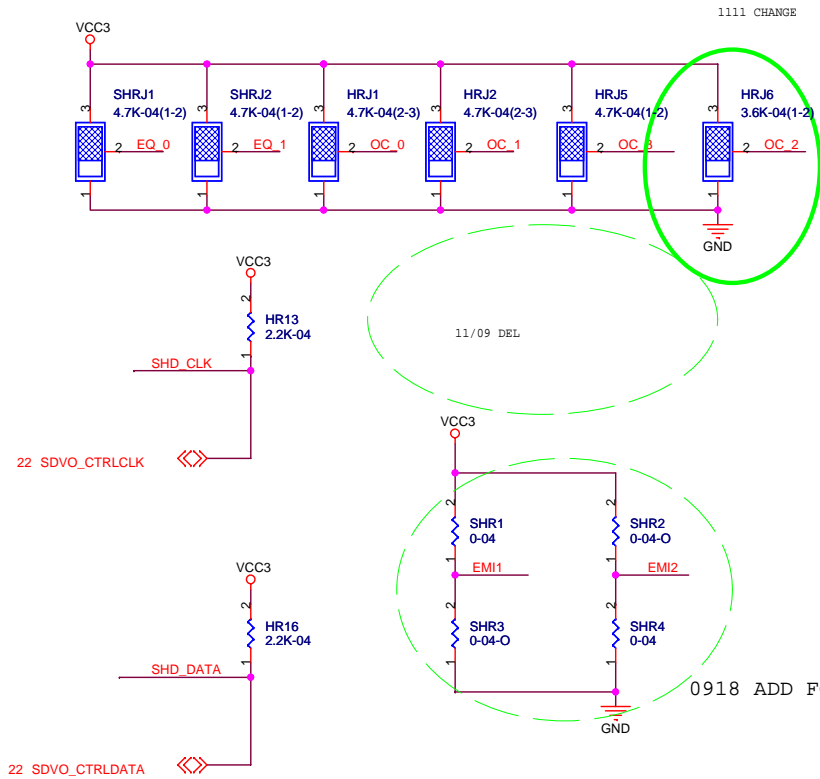 1111 CHANGE
VCC3
SHRJ1
4.7K-04(1-2)
SHRJ2
4.7K-04(1-2)
HRJ1
4.7K-04(2-3)
HRJ2
4.7K-04(2-3)
HRJ5
4.7K-04(1-2)
HRJ6
3.6K-04(1-2)
3
3
3
3
3
3
2 EQ_0
2 EQ_1
2 OC_0
2 OC_1
2 OC_3
2 OC_2
1
1
1
1
1
1
GND
VCC3
2
HR13
2.2K-04
1
SHD_CLK
22 SDVO_CTRLCLK
11/09 DEL
VCC3
2
SHR1
0-04
1
2
SHR2
0-04-O
1
EMI1
EMI2
2
SHR3
0-04-O
1
2
SHR4
0-04
1
GND
0918 ADD F
VCC3
2
HR16
2.2K-04
1
SHD_DATA
22 SDVO_CTRLDATA